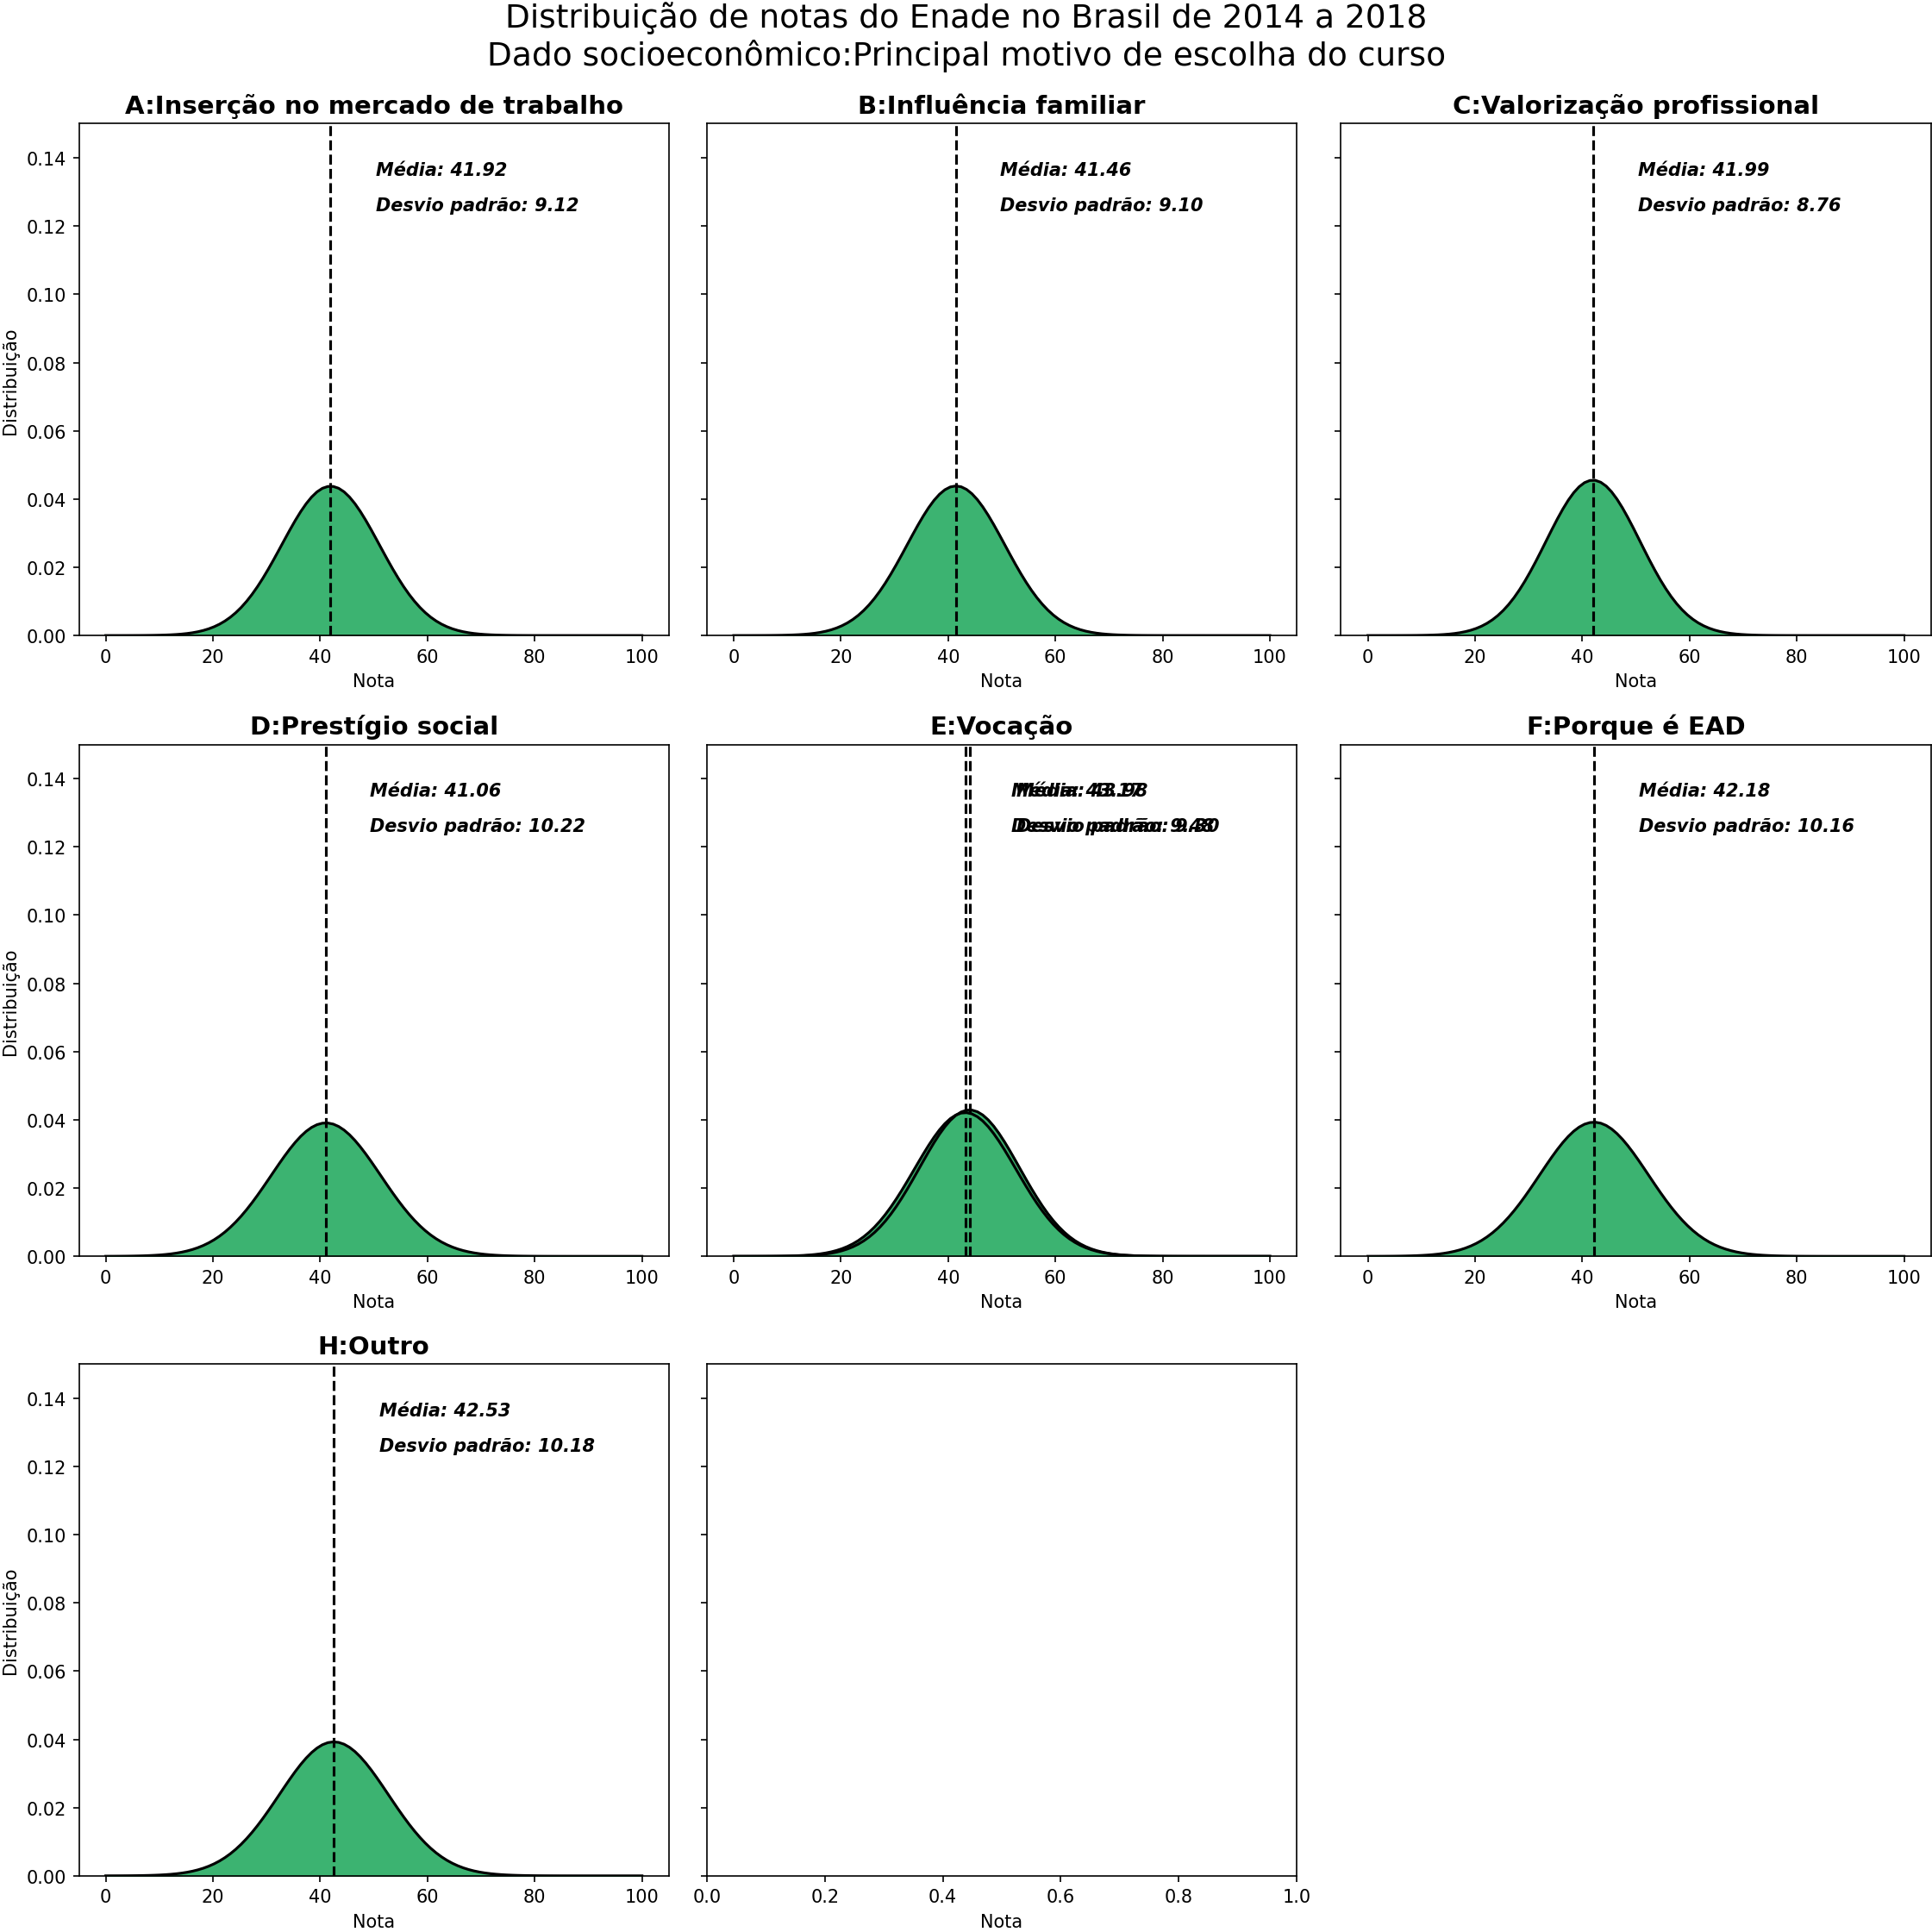 Distribuição de notas do Enade no Brasil de 2014 a 2018
Dado socioeconômico:Principal motivo de escolha do curso
A:Inserção no mercado de trabalho
Média: 41.92
Desvio padrão: 9.12
Distribuição
0.14
0.12
0.10
0.08
0.06
0.04
0.02
0.00
0 20 40 60 80 100
Nota
B:Influência familiar
Média: 41.46
Desvio padrão: 9.10
0 20 40 60 80 100
Nota
C:Valorização profissional
Média: 41.99
Desvio padrão: 8.76
0 20 40 60 80 100
Nota
D:Prestígio social
Média: 41.06
Desvio padrão: 10.22
Distribuição
0.14
0.12
0.10
0.08
0.06
0.04
0.02
0.00
0 20 40 60 80 100
Nota
E:Vocação
0 20 40 60 80 100
Nota
F:Porque é EAD
Média: 42.18
Desvio padrão: 10.16
0 20 40 60 80 100
Nota
H:Outro
Média: 42.53
Desvio padrão: 10.18
Distribuição
0.14
0.12
0.10
0.08
0.06
0.04
0.02
0.00
0 20 40 60 80 100
Nota
0.0 0.2 0.4 0.6 0.8 1.0
Nota